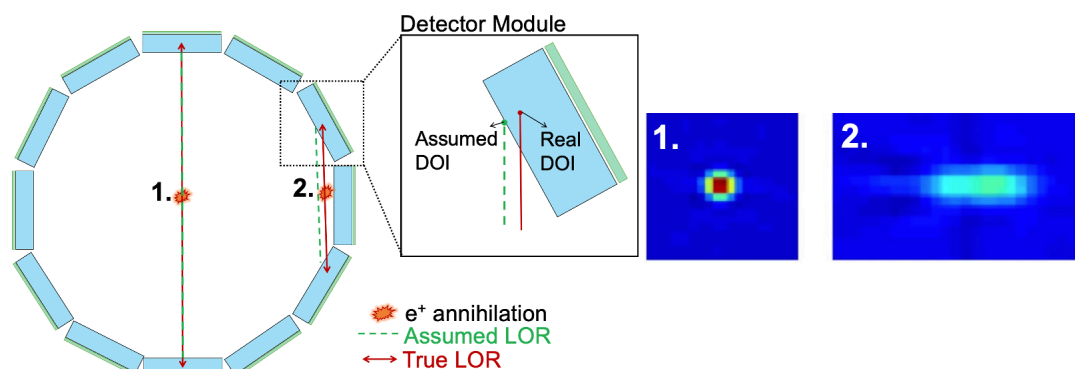 Detector Module
Assumed
DOI
Real
DOI
1.
2.
1.
2.
e⁺ annihilation
Assumed LOR
True LOR